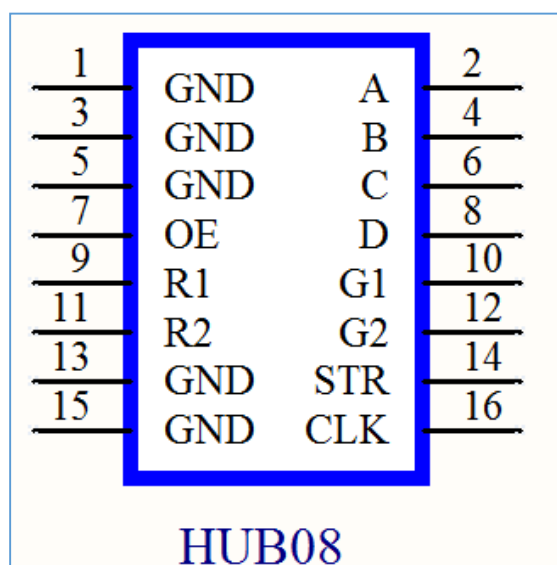 1 GND A 2
3 GND B 4
5 GND C 6
7 OE D 8
9 R1 G1 10
11 R2 G2 12
13 GND STR 14
15 GND CLK 16
HUB08